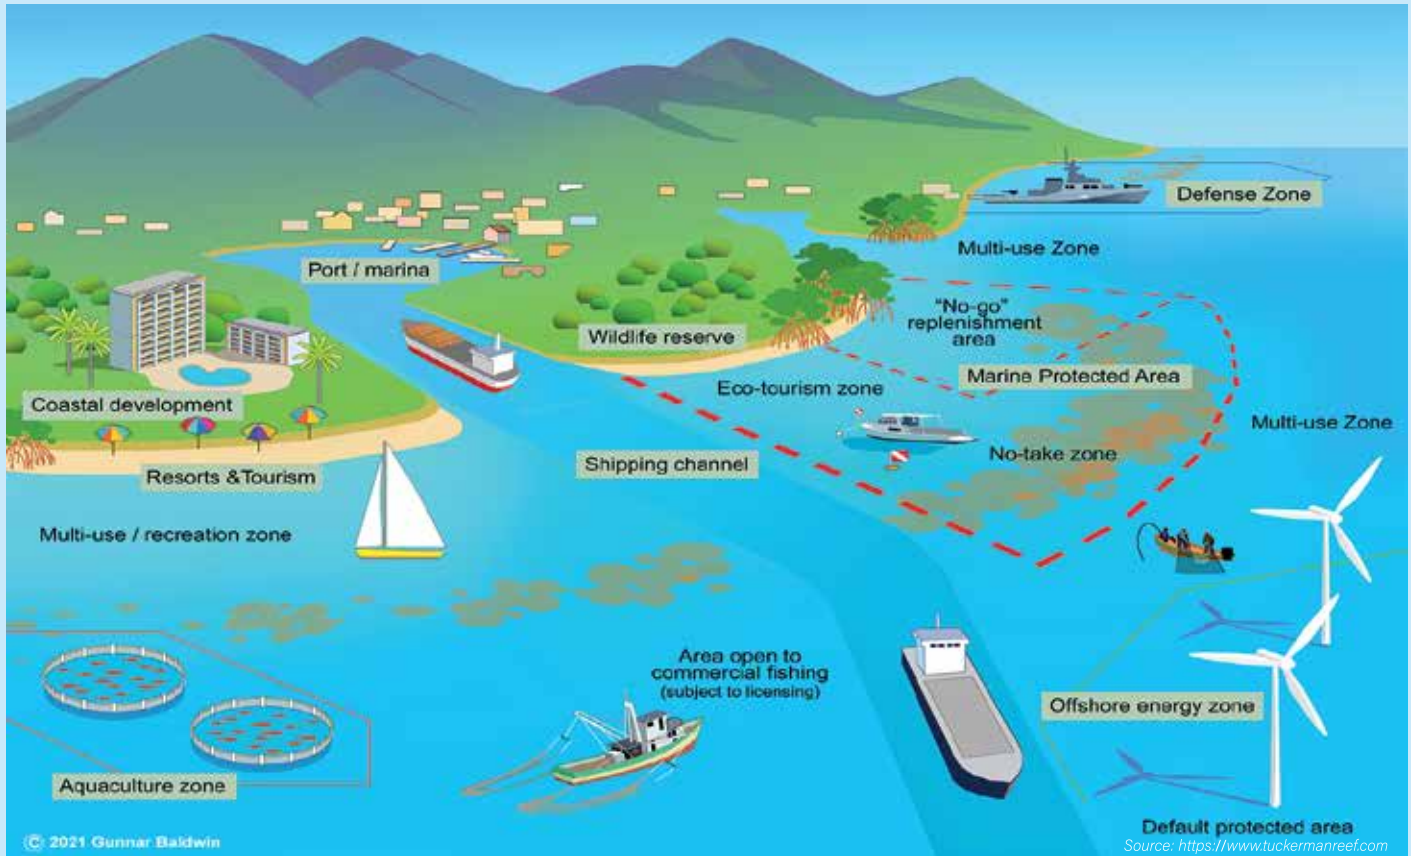 Defense Zone
Multi-use Zone
Port / marina
"No-go"
replenishment
area
Wildlife reserve
Marine Protected Area
Eco-tourism zone
Coastal development
Multi-use Zone
No-take zone
Shipping channel
Resorts &Tourism
Multi-use / recreation zone
Area open to
commercial fishing
(subject to licensing)
Offshore energy zone
Aquaculture zone
Default protected area
© 2021 Gunnar Baldwin
Source: https://www.tuckermanreef.com